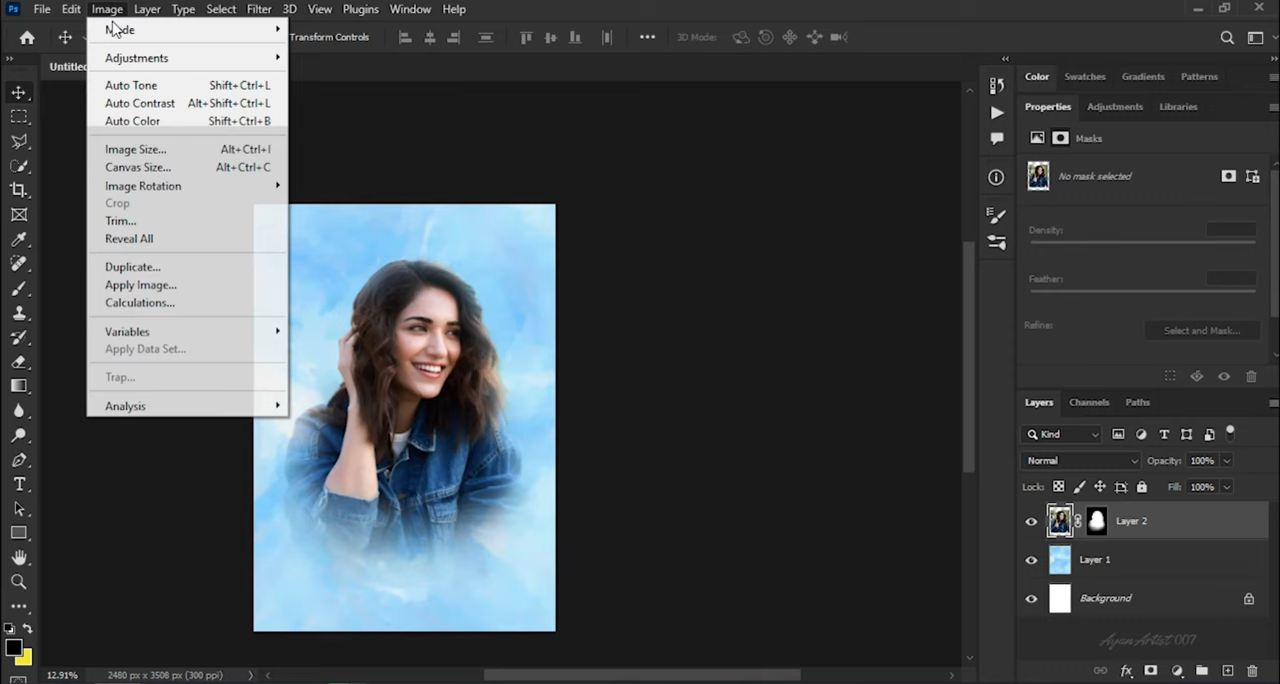 Ps File Edit Image Layer Type Select Filter 3D View Plugins Window Help
Transform Controls
3D Mode:
Untitled
Mode
Adjustments
Auto Tone Shift+Ctrl+L
Auto Contrast Alt+Shift+Ctrl+L
Auto Color Shift+Ctrl+B
Image Size... Alt+Ctrl+I
Canvas Size... Alt+Ctrl+C
Image Rotation
Crop
Trim...
Reveal All
Duplicate...
Apply Image...
Calculations...
Variables
Apply Data Set...
Trap...
Analysis
Color Swatches Gradients Patterns
Properties Adjustments Libraries
Masks
No mask selected
Density:
Feather:
Refine: Select and Mask...
Layers Channels Paths
Kind
Normal Opacity: 100%
Lock: Fill: 100%
Layer 2
Layer 1
Background
Ayan Artist 007
12.91% 2480 px x 3508 px (300 ppi)